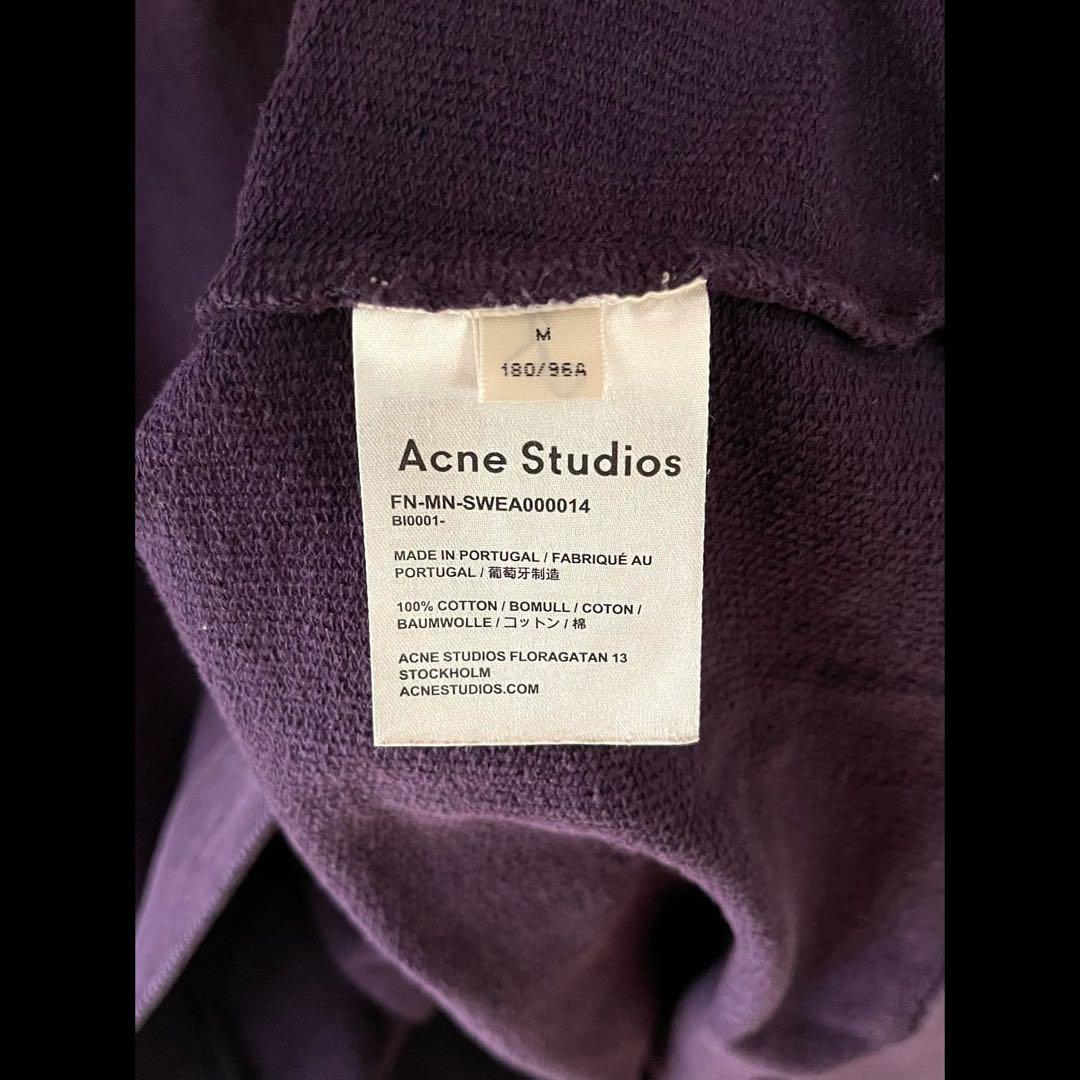 M
180/96A
Acne Studios
FN-MN-SWEA000014
BI0001-
MADE IN PORTUGAL / FABRIQUÉ AU
PORTUGAL / 葡萄牙制造
100% COTTON / BOMULL / COTON /
BAUMWOLLE / コットン / 棉
ACNE STUDIOS FLORAGATAN 13
STOCKHOLM
ACNESTUDIOS.COM